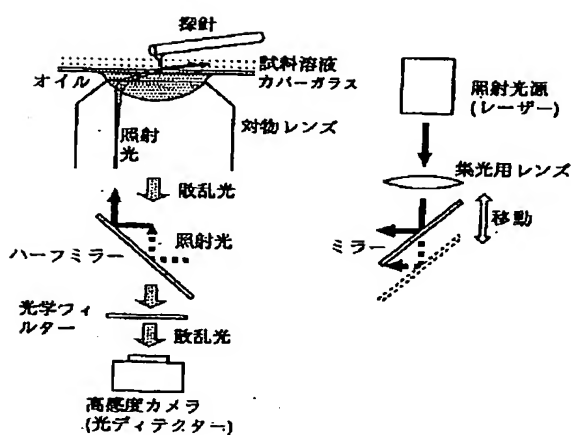 探針
試料溶液
カバーガラス
オイル
照射
光
対物レンズ
散乱光
照射光
ハーフミラー
光学フィ
ルター
散乱光
高感度カメラ
(光ディテクター)
照射光源
(レーザー)
集光用レンズ
移動
ミラー